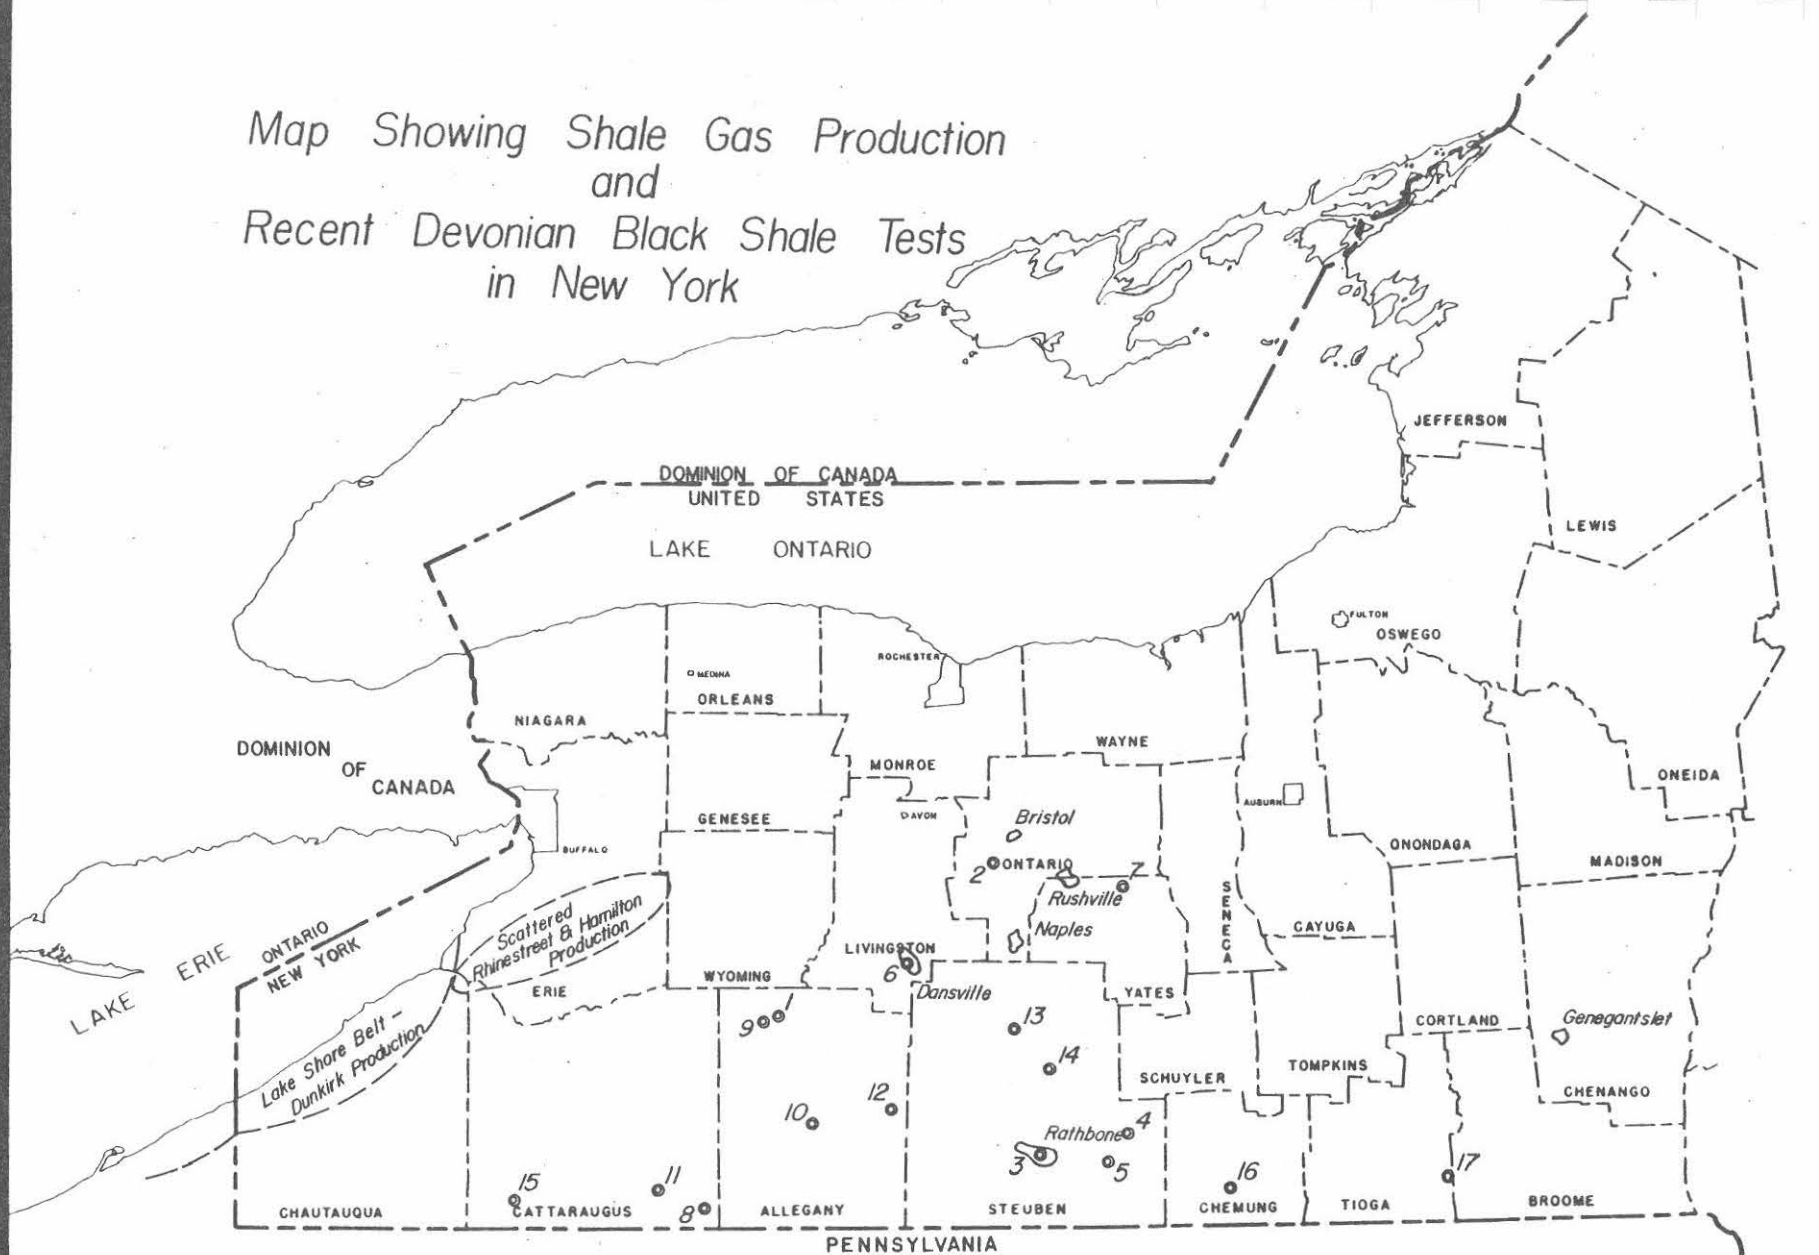 Map Showing Shale Gas Production
and
Recent Devonian Black Shale Tests
in New York
JEFFERSON
DOMINION OF CANADA
UNITED STATES
LEWIS
LAKE ONTARIO
FULTON
OSWEGO
ROCHESTER
MEDINA
ORLEANS
NIAGARA
WAYNE
DOMINION
OF
CANADA
MONROE
ONEIDA
AUBURN
GENESEE
AVON
Bristol
BUFFALO
ONONDAGA
MADISON
2
ONTARIO
7
Rushville
SENECA
Scattered
Rhinestreet & Hamilton
Production
Naples
CAYUGA
LAKE ERIE
ONTARIO
NEW YORK
LIVINGSTON
6
WYOMING
ERIE
Dansville
YATES
9
13
CORTLAND
Genegantslet
Lake Shore Belt -
Dunkirk Production
14
TOMPKINS
SCHUYLER
CHENANGO
10
12
Rathbone
4
3
5
15
11
16
17
8
CHAUTAUQUA
CATTARAUGUS
ALLEGANY
STEUBEN
CHEMUNG
TIOGA
BROOME
PENNSYLVANIA